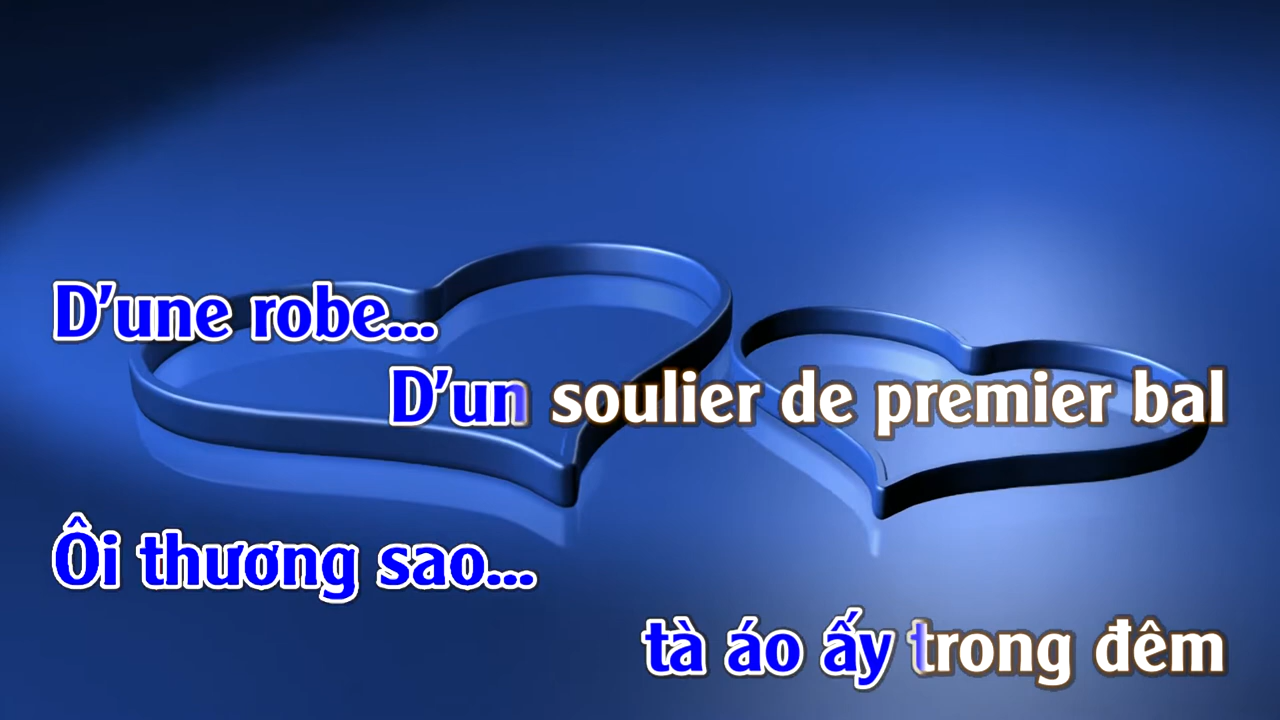 D'une robe...
D'un soulier de premier bal
Ôi thương sao...
tà áo ấy trong đêm